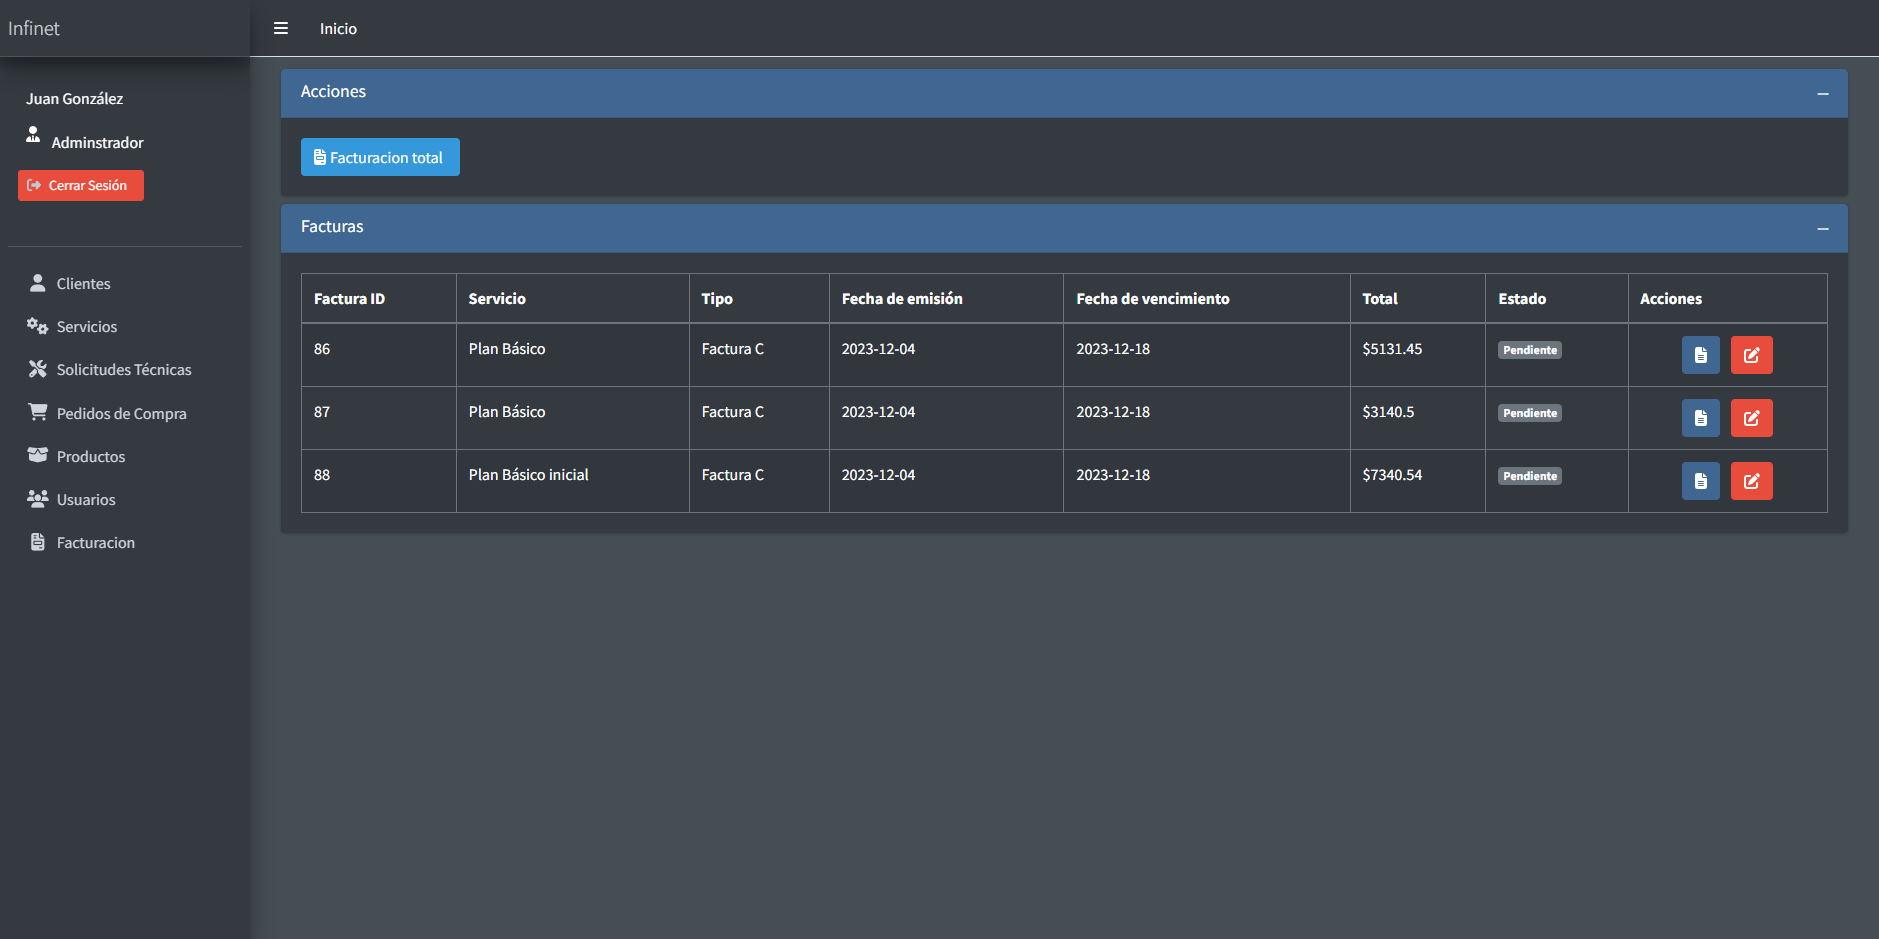 Infinet
Inicio
Juan González
Adminstrador
Cerrar Sesión
Clientes
Servicios
Solicitudes Técnicas
Pedidos de Compra
Productos
Usuarios
Facturacion
Acciones
Facturacion total
Facturas
Factura ID Servicio Tipo Fecha de emisión Fecha de vencimiento Total Estado Acciones
86 Plan Básico Factura C 2023-12-04 2023-12-18 $5131.45 Pendiente
87 Plan Básico Factura C 2023-12-04 2023-12-18 $3140.5 Pendiente
88 Plan Básico inicial Factura C 2023-12-04 2023-12-18 $7340.54 Pendiente